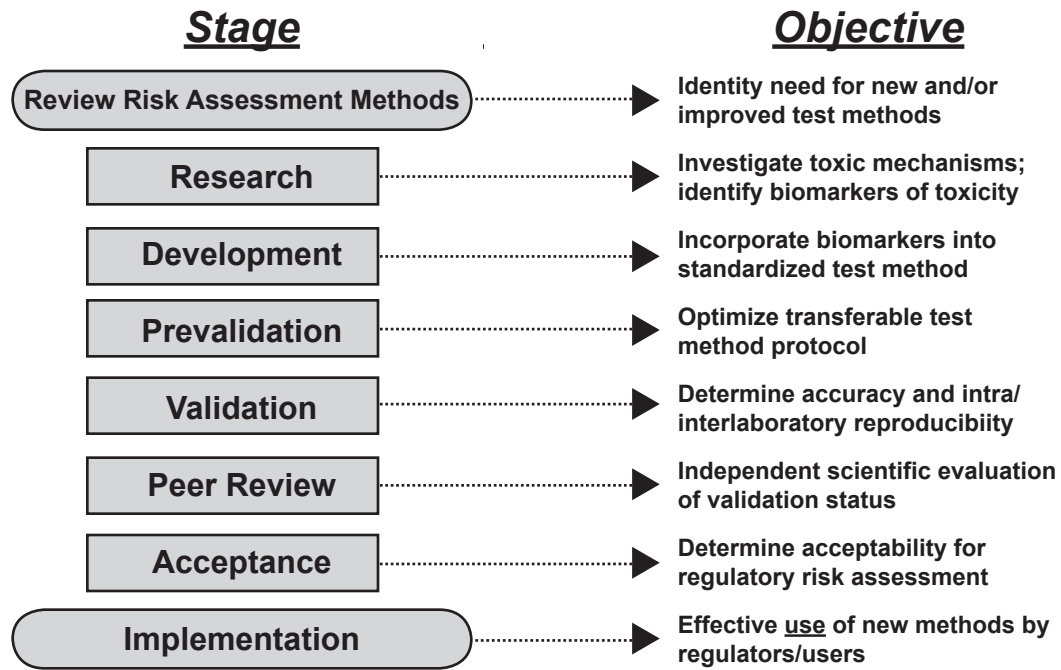 Stage
Objective
Review Risk Assessment Methods
Identity need for new and/or
improved test methods
Research
Investigate toxic mechanisms;
identify biomarkers of toxicity
Development
Incorporate biomarkers into
standardized test method
Prevalidation
Optimize transferable test
method protocol
Validation
Determine accuracy and intra/
interlaboratory reproducibiity
Peer Review
Independent scientific evaluation
of validation status
Acceptance
Determine acceptability for
regulatory risk assessment
Implementation
Effective use of new methods by
regulators/users